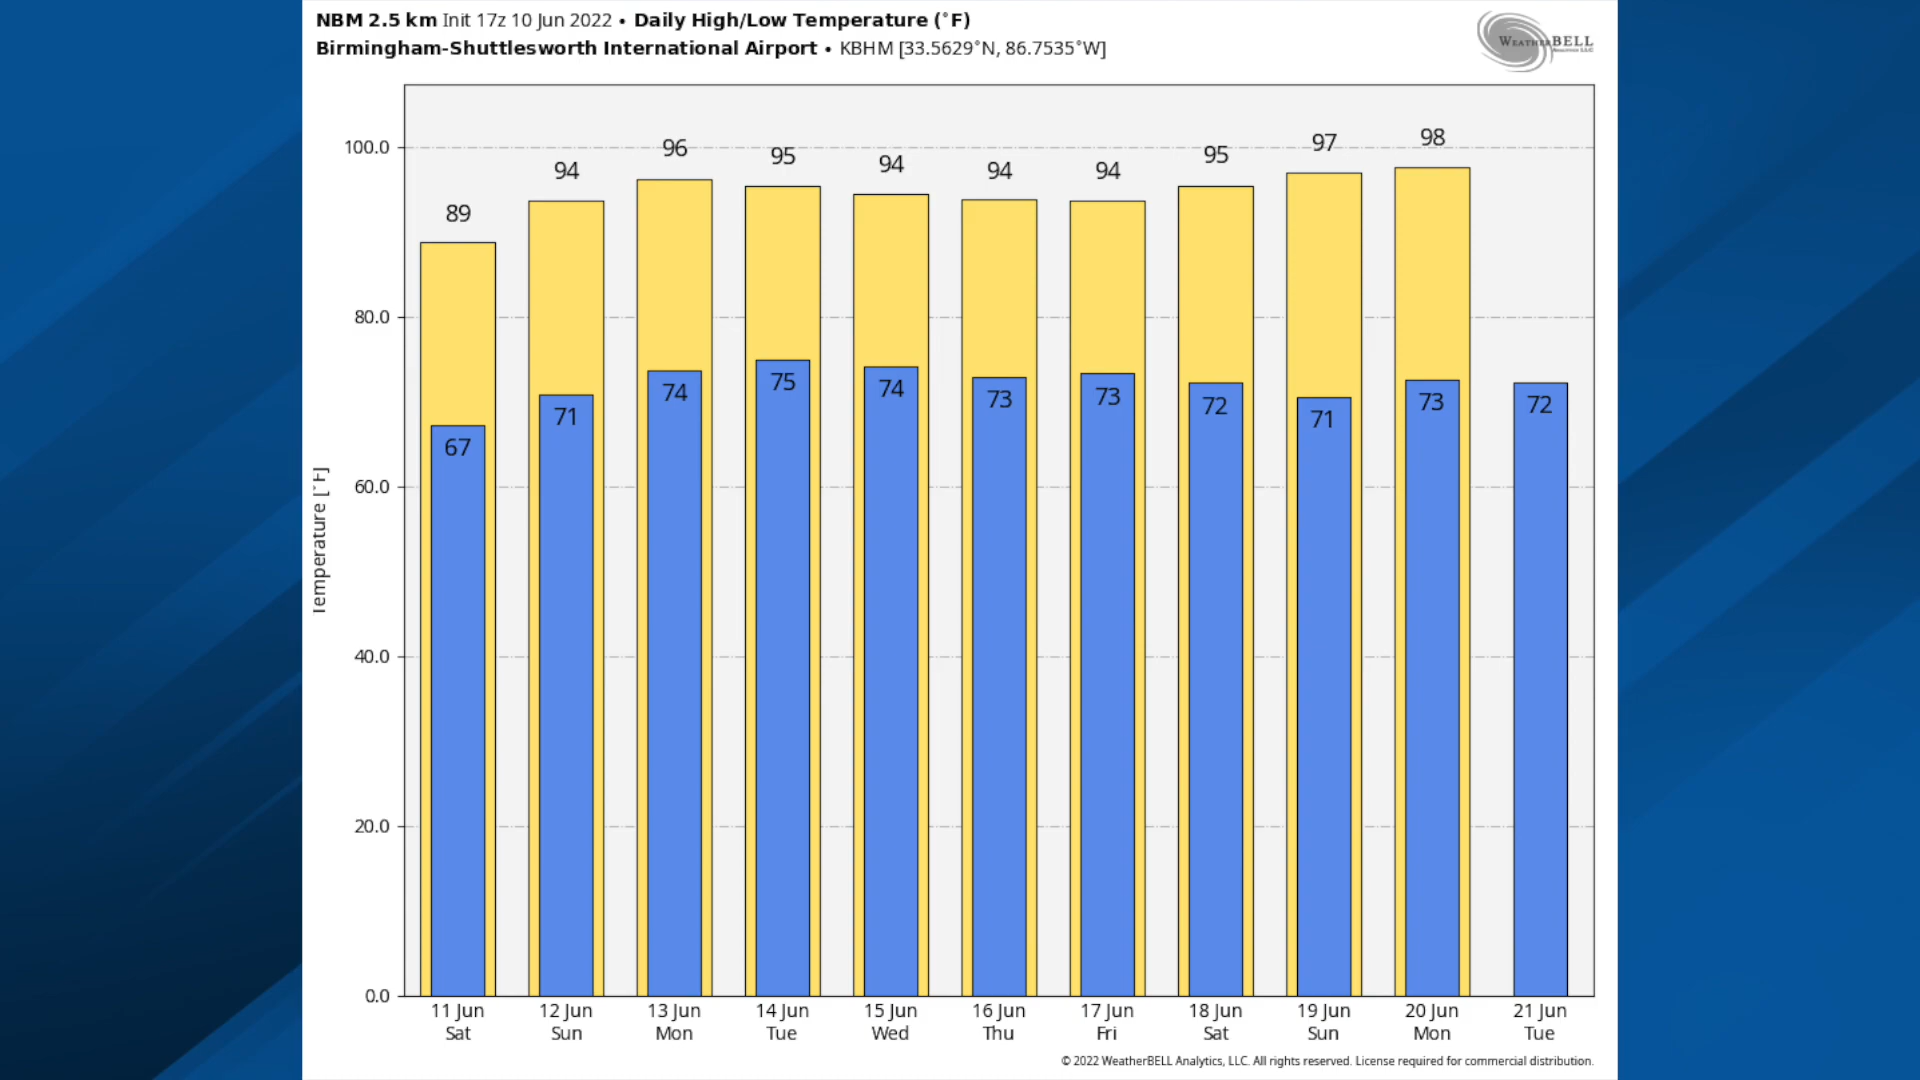 NBM 2.5 km Init 17z 10 Jun 2022 • Daily High/Low Temperature (°F)
Birmingham-Shuttlesworth International Airport • KBHM [33.5629°N, 86.7535°W]
WEATHERBELL
Temperature [°F]
100.0
80.0
60.0
40.0
20.0
0.0
89 94 96 95 94 94 94 95 97 98
67 71 74 75 74 73 73 72 71 73 72
11 Jun 12 Jun 13 Jun 14 Jun 15 Jun 16 Jun 17 Jun 18 Jun 19 Jun 20 Jun 21 Jun
Sat Sun Mon Tue Wed Thu Fri Sat Sun Mon Tue
© 2022 WeatherBELL Analytics, LLC. All rights reserved. License required for commercial distribution.